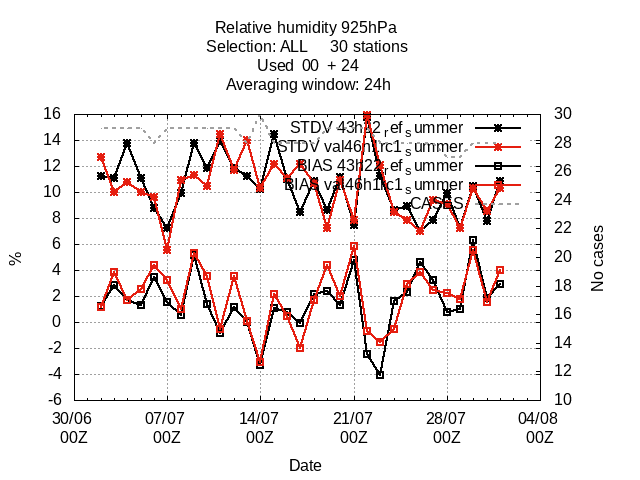 Relative humidity 925hPa
Selection: ALL 30 stations
Used 00 + 24
Averaging window: 24h
STDV 43h22_ref_summer
STDV val46h1rc1_summer
BIAS 43h22_ref_summer
BIAS val46h1rc1_summer
CASES
16
14
12
10
8
6
4
2
0
-2
-4
-6
%
30
28
26
24
22
20
18
16
14
12
10
No cases
30/06 07/07 14/07 21/07 28/07 04/08
00Z 00Z 00Z 00Z 00Z 00Z
Date